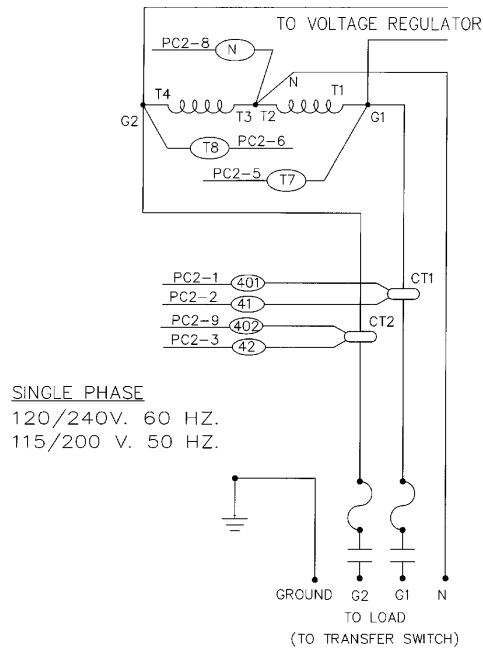 TO VOLTAGE REGULATOR
PC2-8 N
N
T4 T3 T2 T1
G2 G1
T8 PC2-6
PC2-5 T7
CT1
PC2-1 401
PC2-2 41
CT2
PC2-9 402
PC2-3 42
SINGLE PHASE
120/240V. 60 HZ.
115/200 V. 50 HZ.
GROUND G2 G1 N
TO LOAD
(TO TRANSFER SWITCH)